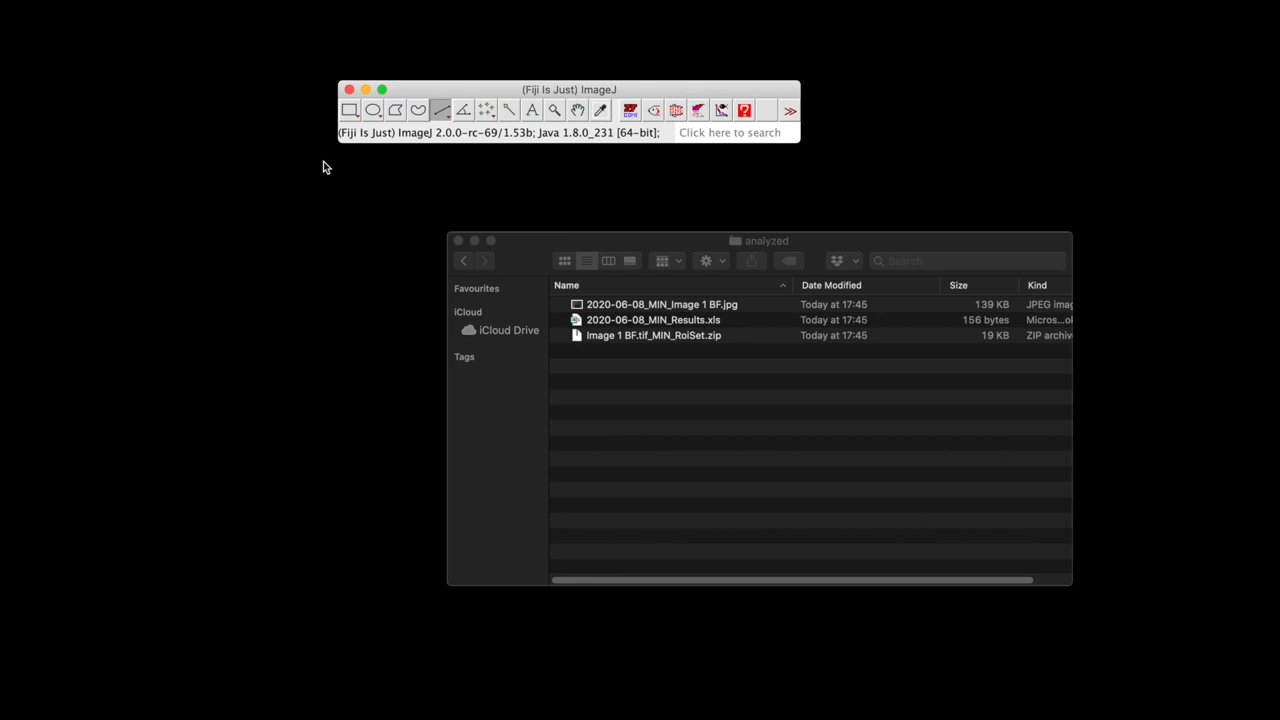 (Fiji Is Just) ImageJ
(Fiji Is Just) ImageJ 2.0.0-rc-69/1.53b; Java 1.8.0_231 [64-bit]; Click here to search
analyzed
Search
Favourites
iCloud
iCloud Drive
Tags
Name Date Modified Size Kind
2020-06-08_MIN_Image 1 BF.jpg Today at 17:45 139 KB JPEG imag
2020-06-08_MIN_Results.xls Today at 17:45 156 bytes Micros...ok
Image 1 BF.tif_MIN_RoiSet.zip Today at 17:45 19 KB ZIP archiv